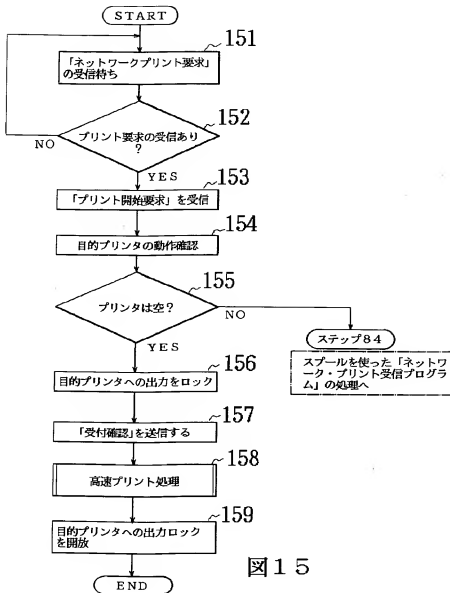 START
151
「ネットワークプリント要求」
の受信待ち
152
プリント要求の受信あり
?
NO
YES
153
「プリント開始要求」を受信
154
目的プリンタの動作確認
155
プリンタは空?
NO
YES
ステップ84
スプールを使った「ネットワ
ーク・プリント受信プログラ
ム」の処理へ
156
目的プリンタへの出力をロック
157
「受付確認」を送信する
158
高速プリント処理
159
目的プリンタへの出力ロック
を開放
END
図15